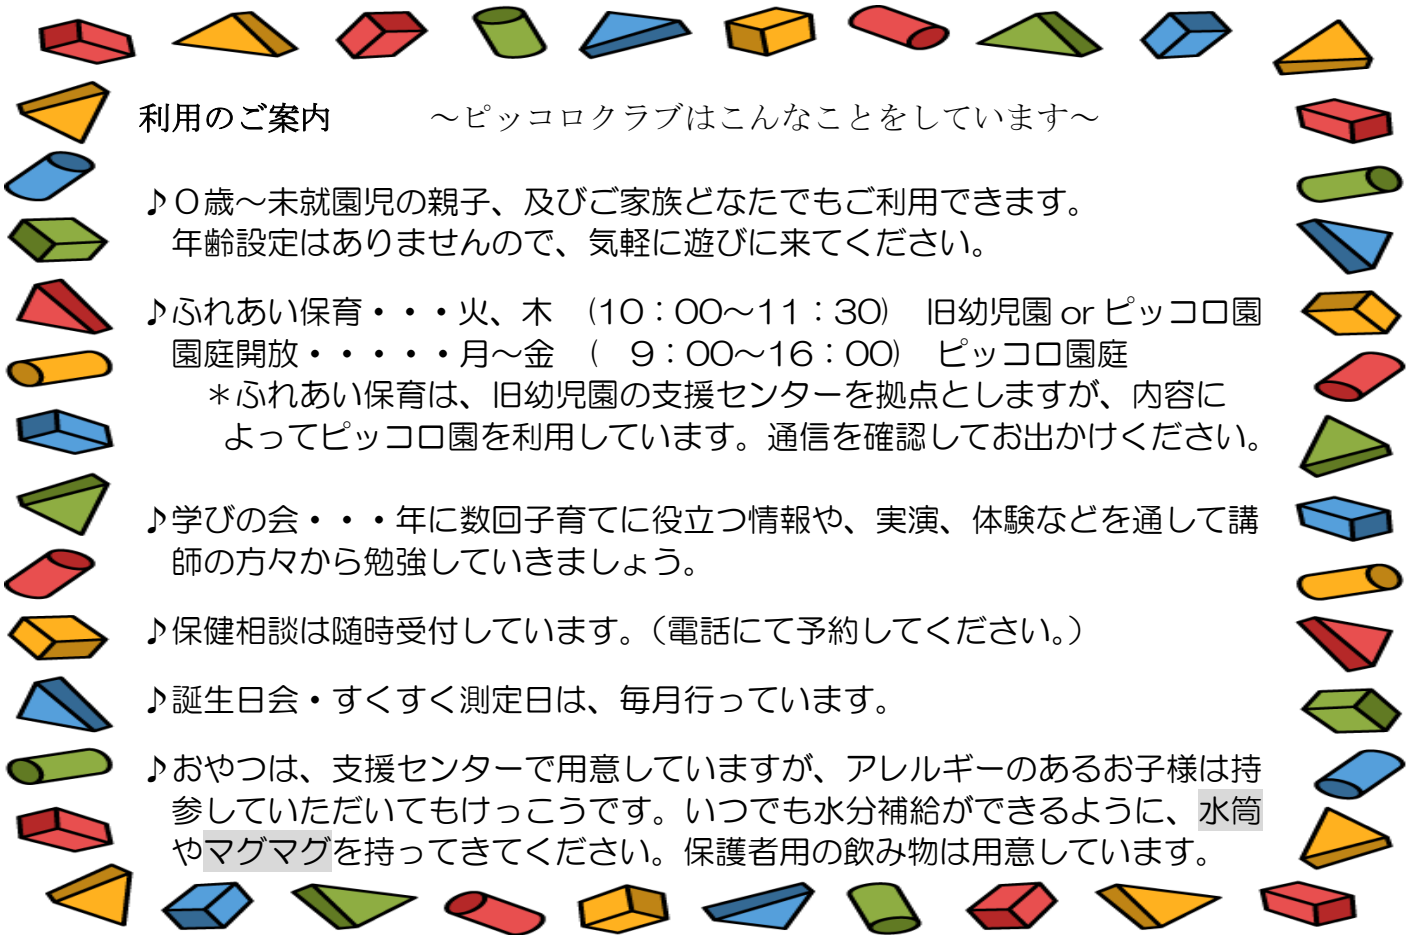 利用のご案内　～ピッコロクラブはこんなことをしています～
♪０歳～未就園児の親子、及びご家族どなたでもご利用できます。
年齢設定はありませんので、気軽に遊びに来てください。
♪ふれあい保育・・・火、木　(10：00～11：30)　旧幼児園 or ピッコロ園
園庭開放・・・・・月～金　(　9：00～16：00)　ピッコロ園庭
＊ふれあい保育は、旧幼児園の支援センターを拠点としますが、内容に
よってピッコロ園を利用しています。通信を確認してお出かけください。
♪学びの会・・・年に数回子育てに役立つ情報や、実演、体験などを通して講
師の方々から勉強していきましょう。
♪保健相談は随時受付しています。（電話にて予約してください。）
♪誕生日会・すくすく測定日は、毎月行っています。
♪おやつは、支援センターで用意していますが、アレルギーのあるお子様は持
参していただいてもけっこうです。いつでも水分補給ができるように、水筒
やマグマグを持ってきてください。保護者用の飲み物は用意しています。